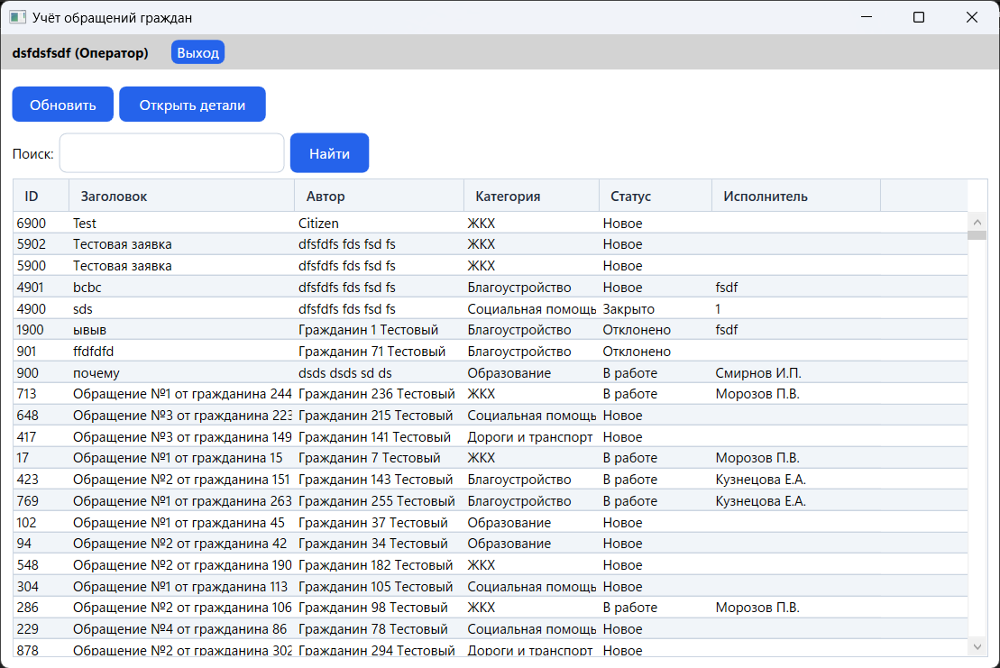 Учёт обращений граждан
dsfdsfsdf (Оператор) Выход
Обновить Открыть детали
Поиск: Найти
ID Заголовок Автор Категория Статус Исполнитель
6900 Test Citizen ЖКХ Новое
5902 Тестовая заявка dfsfdfs fds fsd fs ЖКХ Новое
5900 Тестовая заявка dfsfdfs fds fsd fs ЖКХ Новое
4901 bcbc dfsfdfs fds fsd fs Благоустройство Новое fsdf
4900 sds dfsfdfs fds fsd fs Социальная помощь Закрыто 1
1900 ывыв Гражданин 1 Тестовый Благоустройство Отклонено fsdf
901 ffdfdfd Гражданин 71 Тестовый Благоустройство Отклонено
900 почему dsds dsds sd ds Образование В работе Смирнов И.П.
713 Обращение №1 от гражданина 244 Гражданин 236 Тестовый ЖКХ В работе Морозов П.В.
648 Обращение №3 от гражданина 223 Гражданин 215 Тестовый Социальная помощь Новое
417 Обращение №3 от гражданина 149 Гражданин 141 Тестовый Дороги и транспорт Новое
17 Обращение №1 от гражданина 15 Гражданин 7 Тестовый ЖКХ В работе Морозов П.В.
423 Обращение №2 от гражданина 151 Гражданин 143 Тестовый Благоустройство В работе Кузнецова Е.А.
769 Обращение №1 от гражданина 263 Гражданин 255 Тестовый Благоустройство В работе Кузнецова Е.А.
102 Обращение №1 от гражданина 45 Гражданин 37 Тестовый Образование Новое
94 Обращение №2 от гражданина 42 Гражданин 34 Тестовый Образование Новое
548 Обращение №2 от гражданина 190 Гражданин 182 Тестовый ЖКХ Новое
304 Обращение №1 от гражданина 113 Гражданин 105 Тестовый Социальная помощь Новое
286 Обращение №2 от гражданина 106 Гражданин 98 Тестовый ЖКХ В работе Морозов П.В.
229 Обращение №4 от гражданина 86 Гражданин 78 Тестовый Социальная помощь Новое
878 Обращение №2 от гражданина 302 Гражданин 294 Тестовый Дороги и транспорт Новое